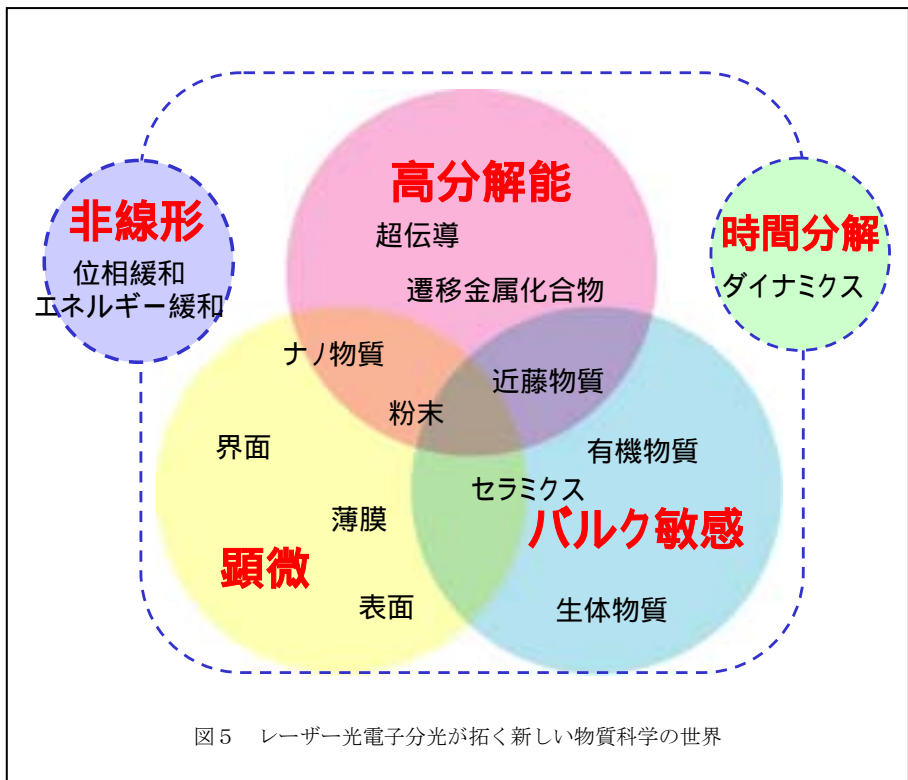 高分解能
超伝導
遷移金属化合物
非線形
位相緩和
エネルギー緩和
時間分解
ダイナミクス
ナノ物質
近藤物質
粉末
界面
有機物質
セラミクス
薄膜
バルク敏感
顕微
表面
生体物質
図5 レーザー光電子分光が拓く新しい物質科学の世界